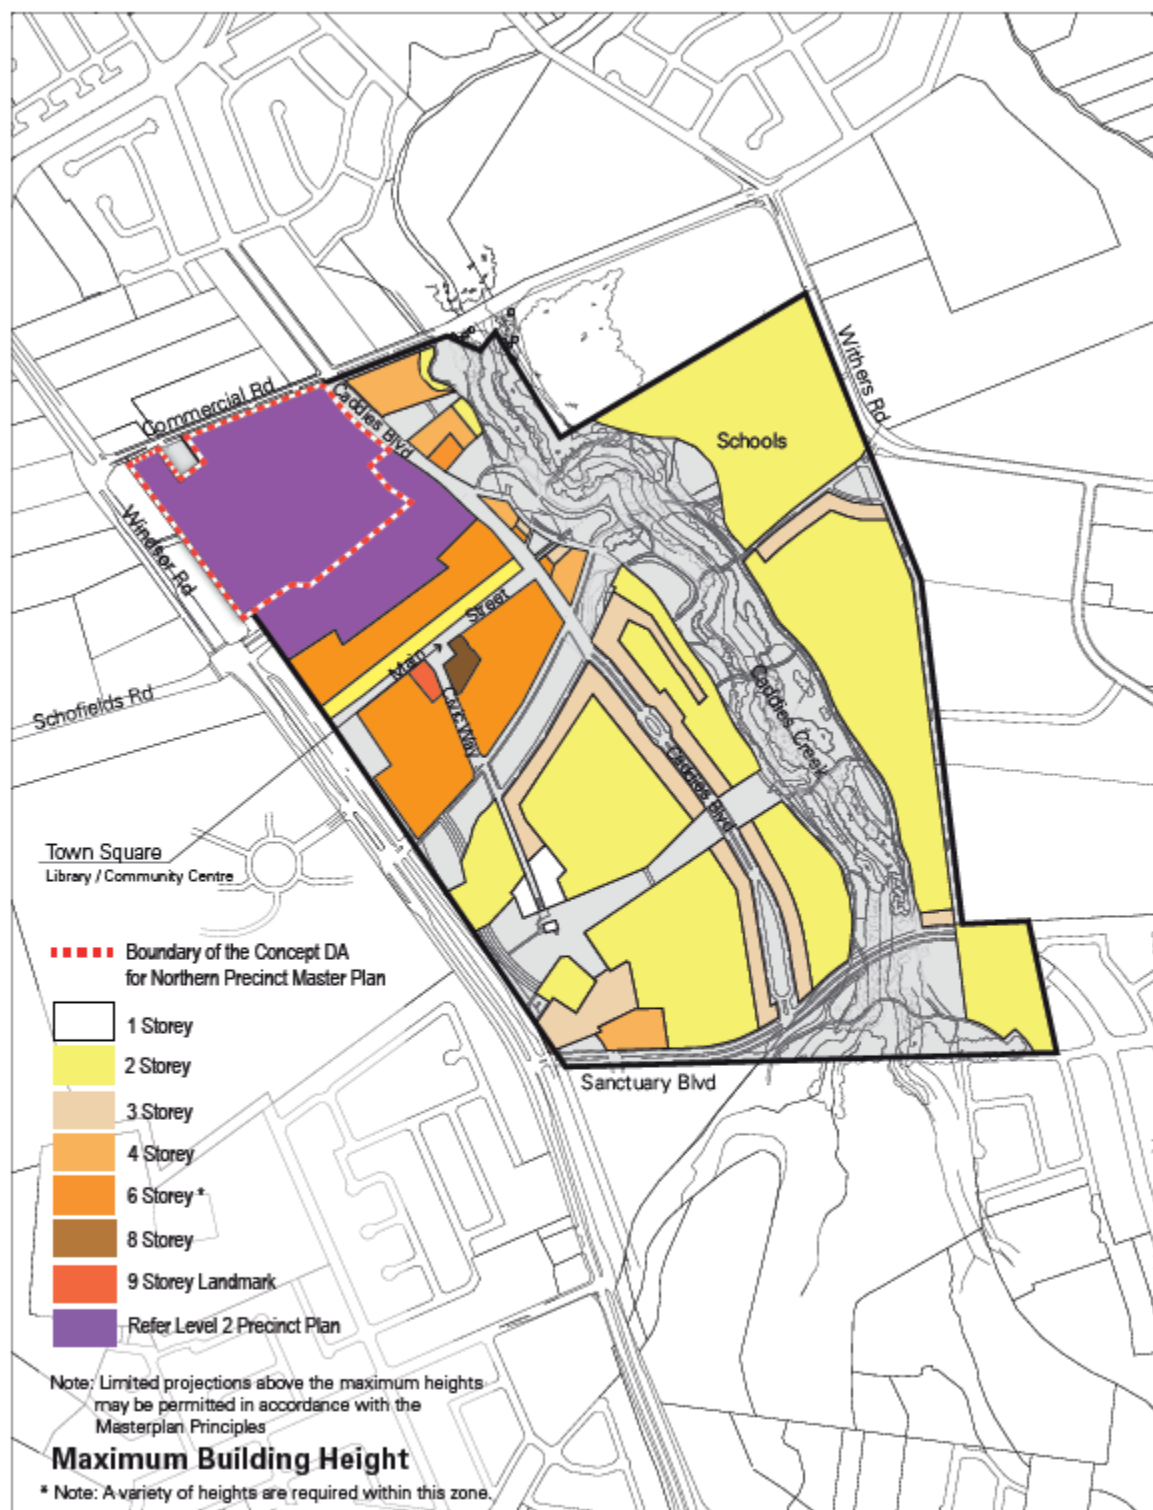 Withers Rd
Commercial Rd
Caddies Blvd
Schools
Windsor Rd
Street
Main
Schofields Rd
Civic Way
Caddies Creek
Caddies Blvd
Town Square
Library / Community Centre
Boundary of the Concept DA
for Northern Precinct Master Plan
1 Storey
2 Storey
3 Storey
4 Storey
6 Storey *
8 Storey
9 Storey Landmark
Refer Level 2 Precinct Plan
Sanctuary Blvd
Note: Limited projections above the maximum heights
may be permitted in accordance with the
Masterplan Principles
Maximum Building Height
* Note: A variety of heights are required within this zone.